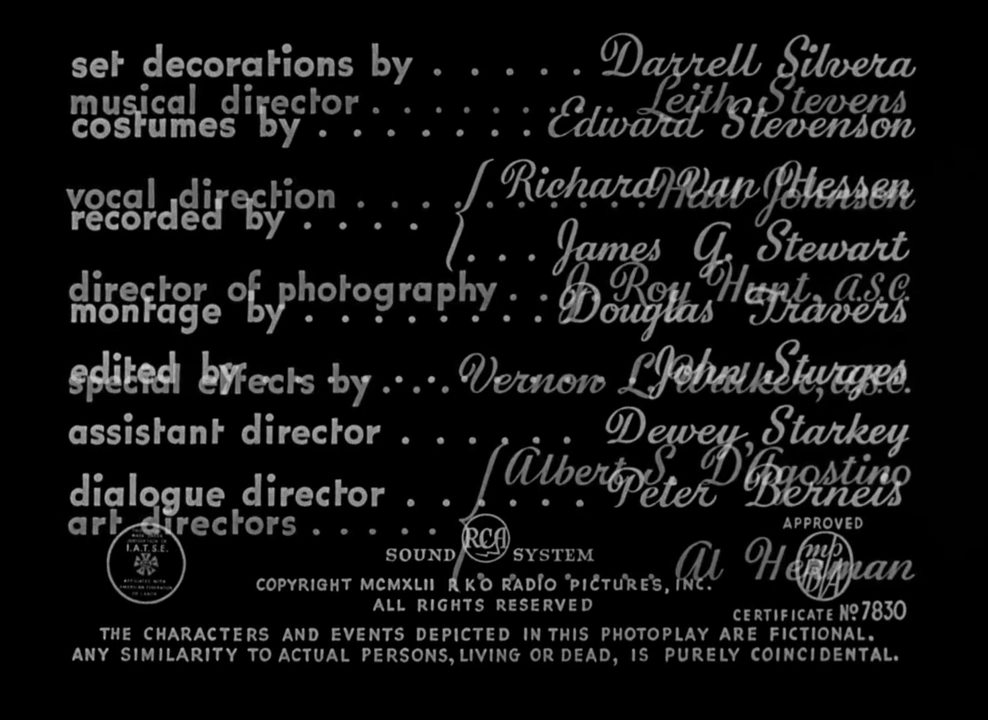 set decorations by . . . . . Darrell Silvera
musical director . . . . . . . Leith Stevens
costumes by . . . . . . . . Edward Stevenson
vocal direction . . . . . . . . . . Hall Johnson
recorded by . . . . Richard Van Hessen
. . . James G. Stewart
director of photography . . J. Roy Hunt, A.S.C.
montage by . . . . . . . . Douglas Travers
edited by . . . . . . . John Sturges
special effects by . . . . Vernon L. Walker, A.S.C.
assistant director . . . . . . Dewey Starkey
Albert S. D'Agostino
dialogue director . . . . . . Peter Berneis
art directors . . . . .
APPROVED
I.A.T.S.E.
RCA
SOUND SYSTEM
Al Herman
COPYRIGHT MCMXLII RKO RADIO PICTURES, INC.
ALL RIGHTS RESERVED
CERTIFICATE No. 7830
THE CHARACTERS AND EVENTS DEPICTED IN THIS PHOTOPLAY ARE FICTIONAL.
ANY SIMILARITY TO ACTUAL PERSONS, LIVING OR DEAD, IS PURELY COINCIDENTAL.